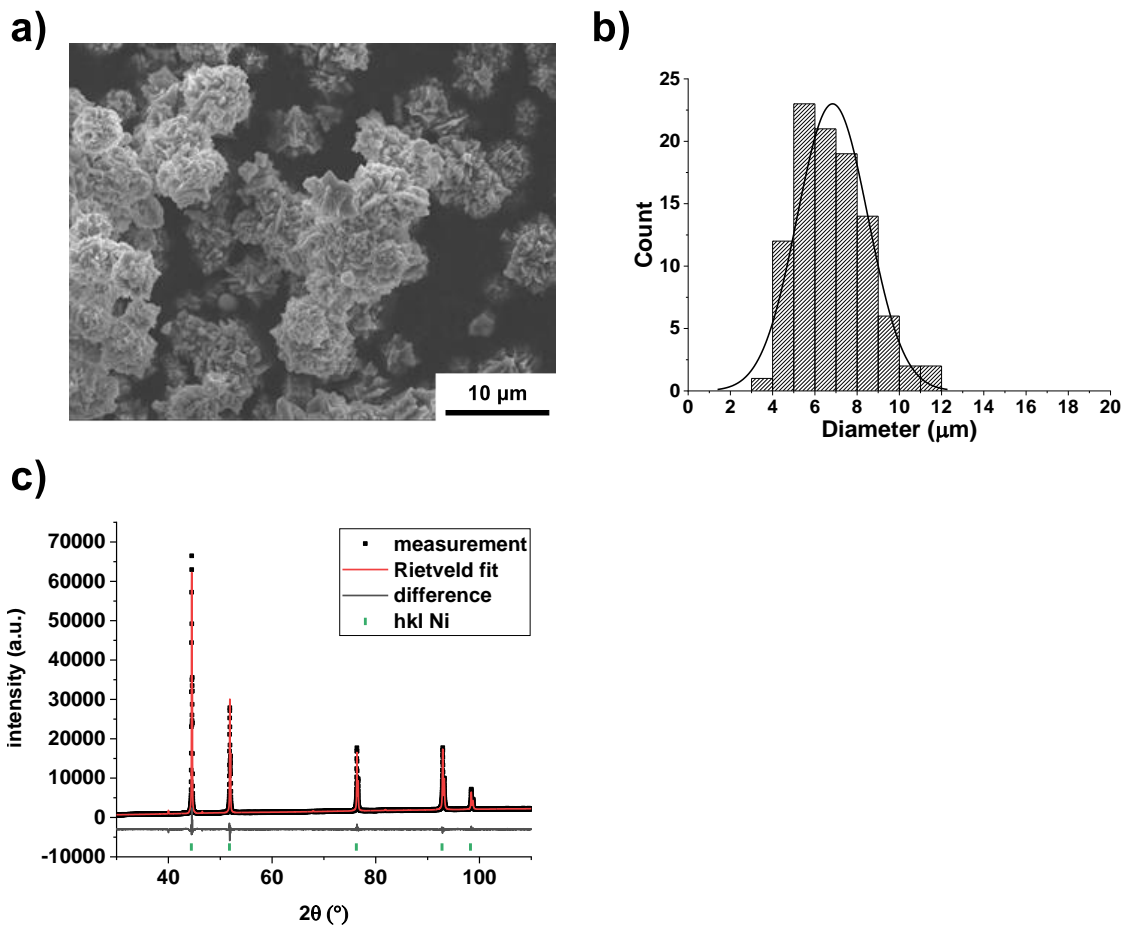 a)
10 µm
b)
25
20
15
10
5
0
Count
0 2 4 6 8 10 12 14 16 18 20
Diameter (µm)
c)
70000
60000
50000
40000
30000
20000
10000
0
-10000
intensity (a.u.)
measurement
Rietveld fit
difference
hkl Ni
40 60 80 100
2θ (°)